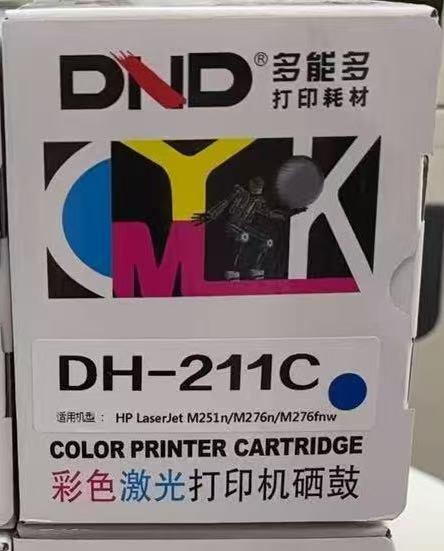 DND® 多能多
打印耗材
CMYK
DH-211C
适用机型： HP LaserJet M251n/M276n/M276fnw
COLOR PRINTER CARTRIDGE
彩色激光打印机硒鼓